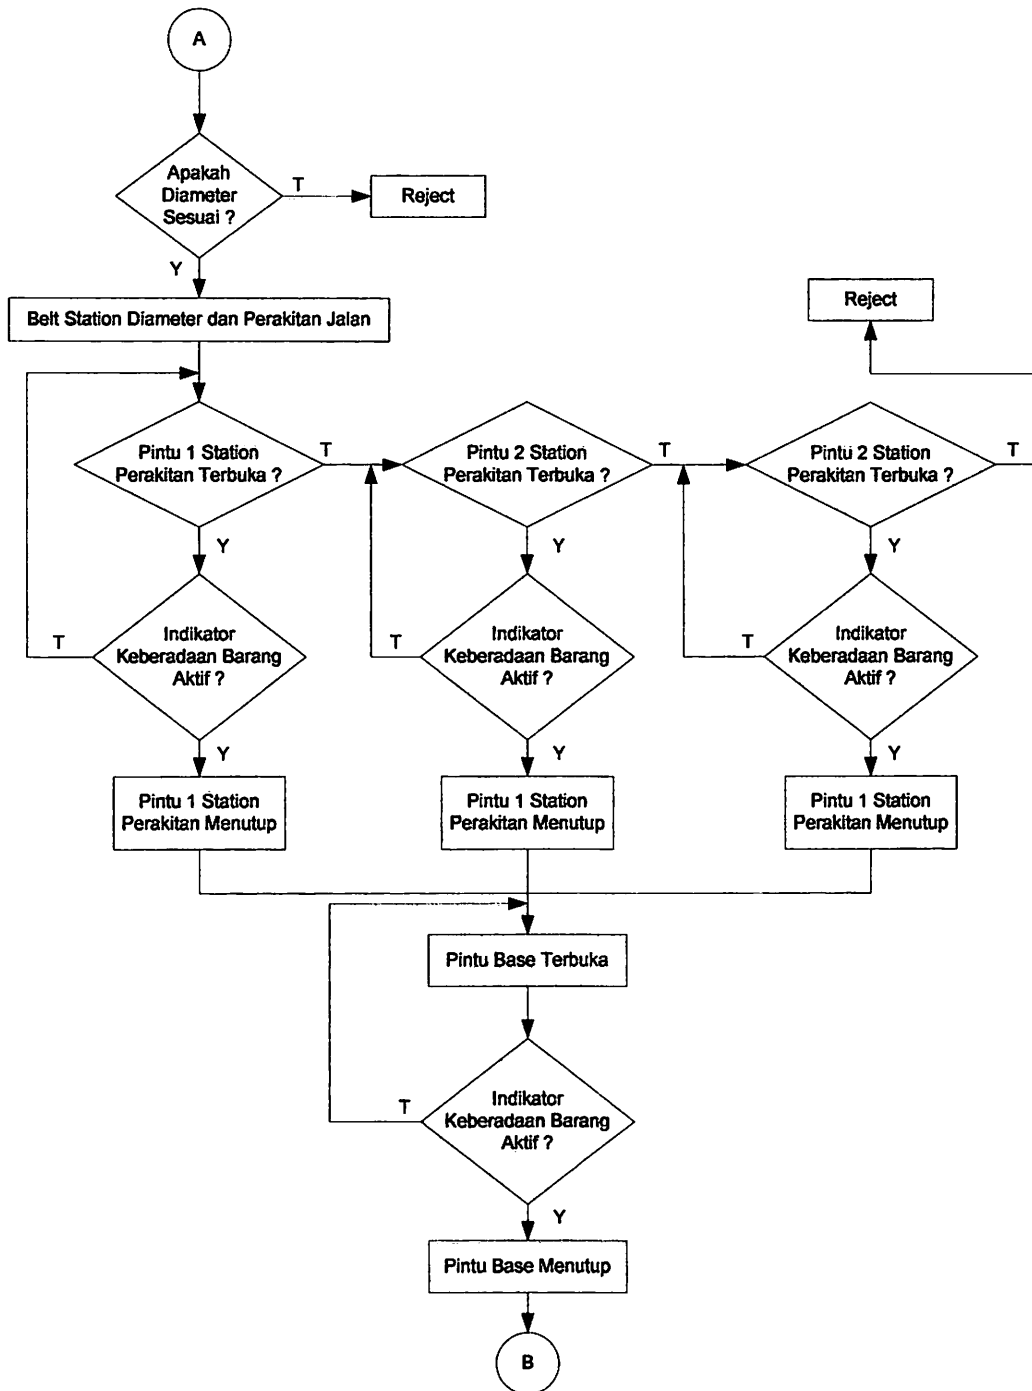 A
Apakah
Diameter
Sesuai ?
T
Reject
Y
Belt Station Diameter dan Perakitan Jalan
Reject
Pintu 1 Station
Perakitan Terbuka ?
T
Pintu 2 Station
Perakitan Terbuka ?
T
Pintu 2 Station
Perakitan Terbuka ?
T
Y
Y
Y
T
Indikator
Keberadaan Barang
Aktif ?
T
Indikator
Keberadaan Barang
Aktif ?
T
Indikator
Keberadaan Barang
Aktif ?
Y
Y
Y
Pintu 1 Station
Perakitan Menutup
Pintu 1 Station
Perakitan Menutup
Pintu 1 Station
Perakitan Menutup
Pintu Base Terbuka
T
Indikator
Keberadaan Barang
Aktif ?
Y
Pintu Base Menutup
B